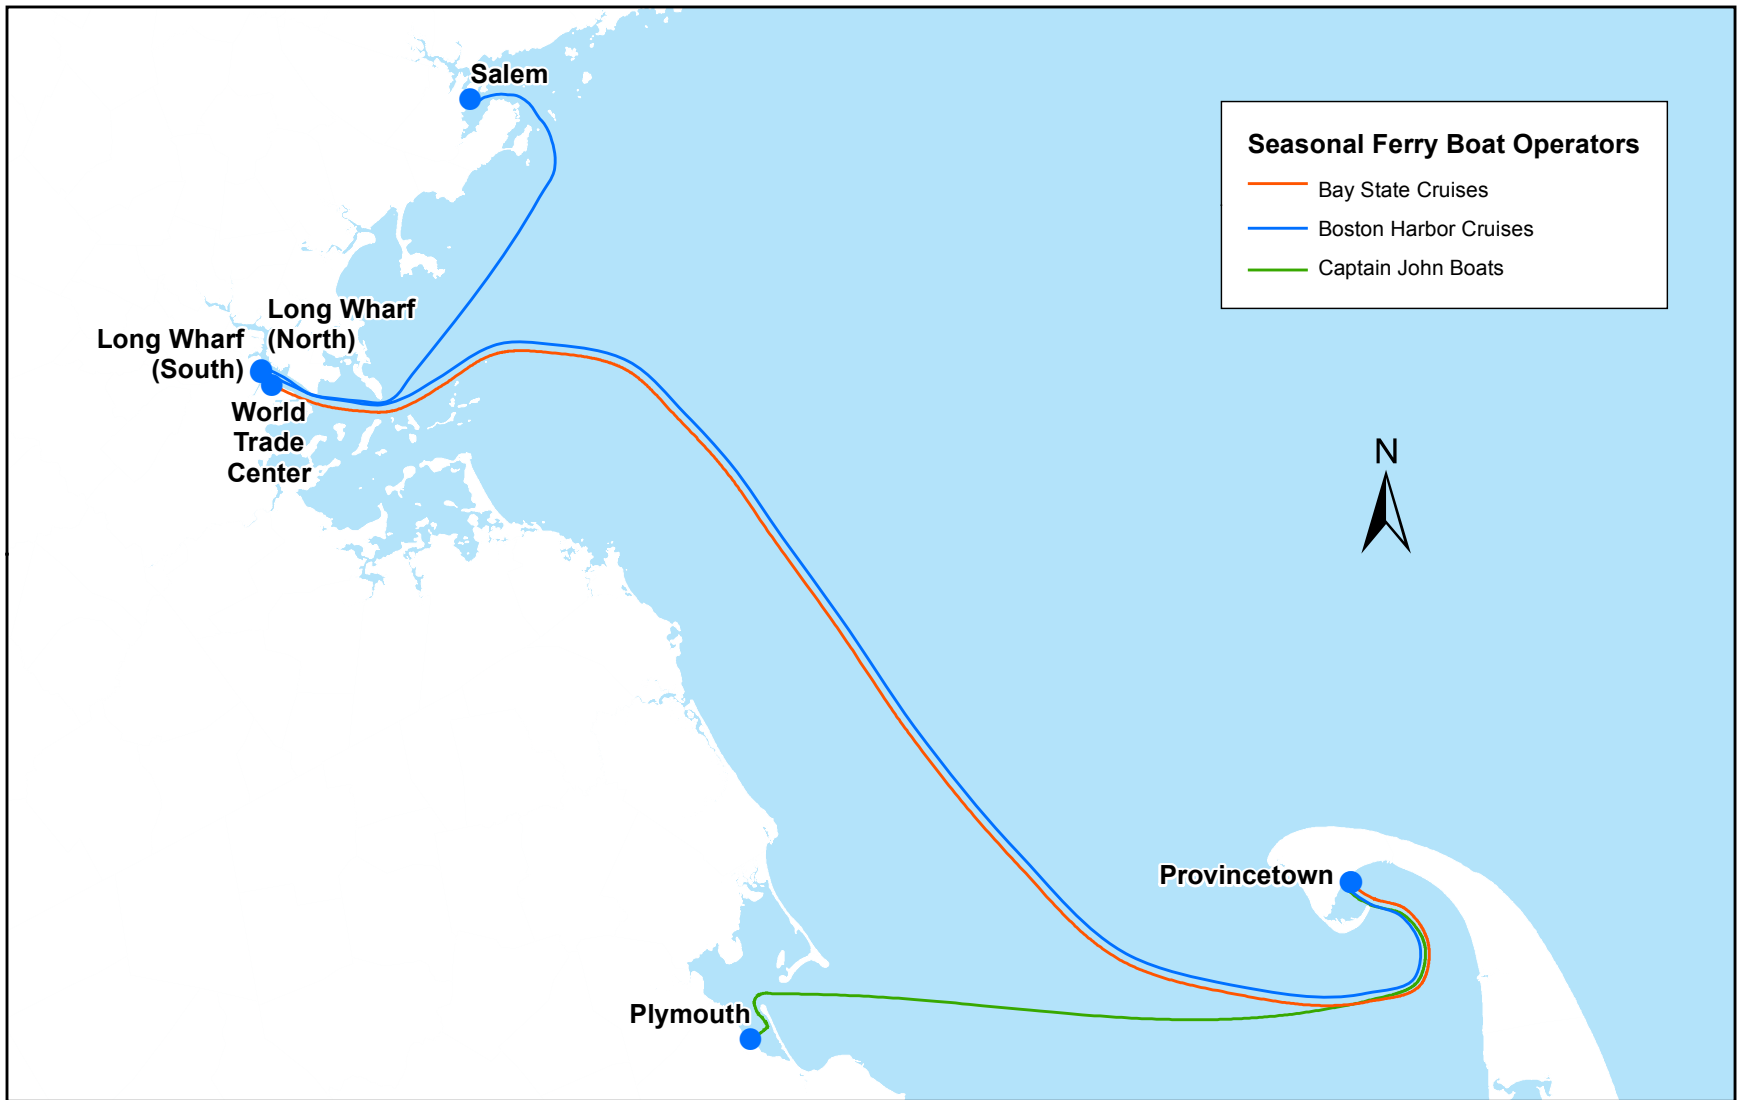 Salem
Seasonal Ferry Boat Operators
Bay State Cruises
Boston Harbor Cruises
Captain John Boats
Long Wharf
(North)
Long Wharf
(South)
World
Trade
Center
N
Provincetown
Plymouth